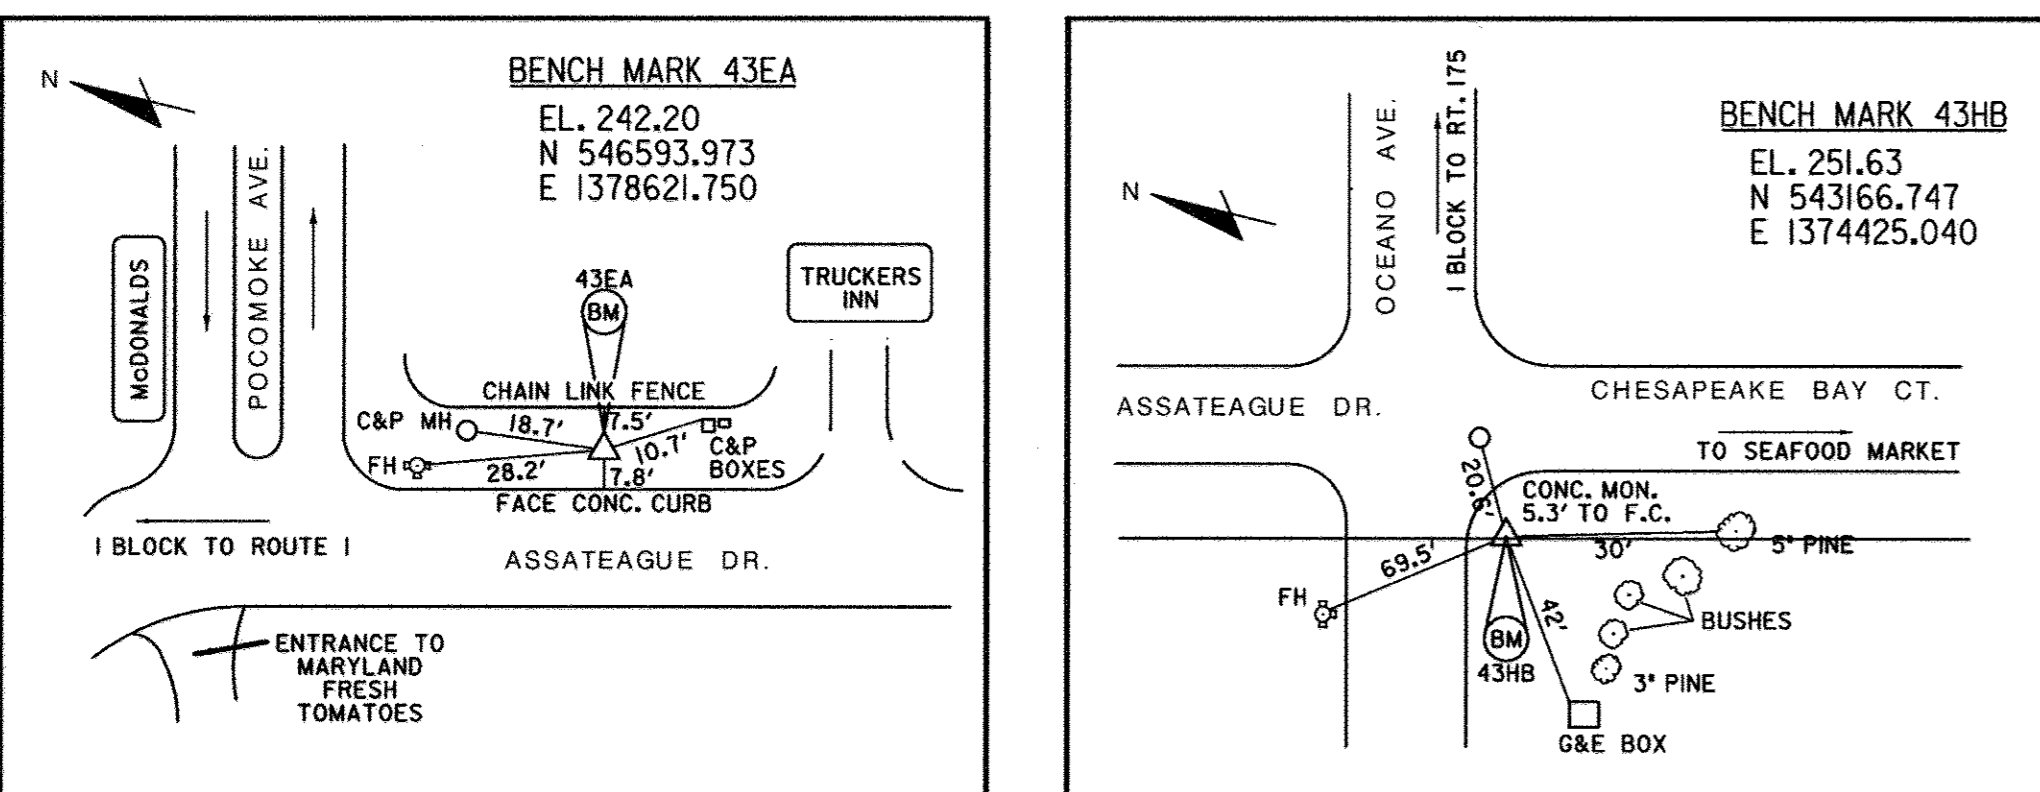 N
BENCH MARK 43EA
EL. 242.20
N 546593.973
E 1378621.750
McDONALDS
POCOMOKE AVE.
43EA
BM
TRUCKERS
INN
CHAIN LINK FENCE
C&P MH
18.7'
7.5'
10.7'
C&P
BOXES
FH
28.2'
7.8'
FACE CONC. CURB
1 BLOCK TO ROUTE 1
ASSATEAGUE DR.
ENTRANCE TO
MARYLAND
FRESH
TOMATOES
N
OCEANO AVE.
1 BLOCK TO RT. 175
BENCH MARK 43HB
EL. 251.63
N 543166.747
E 1374425.040
ASSATEAGUE DR.
CHESAPEAKE BAY CT.
TO SEAFOOD MARKET
20.6'
CONC. MON.
5.3' TO F.C.
30'
5" PINE
69.5'
FH
42'
BUSHES
BM
43HB
3" PINE
G&E BOX